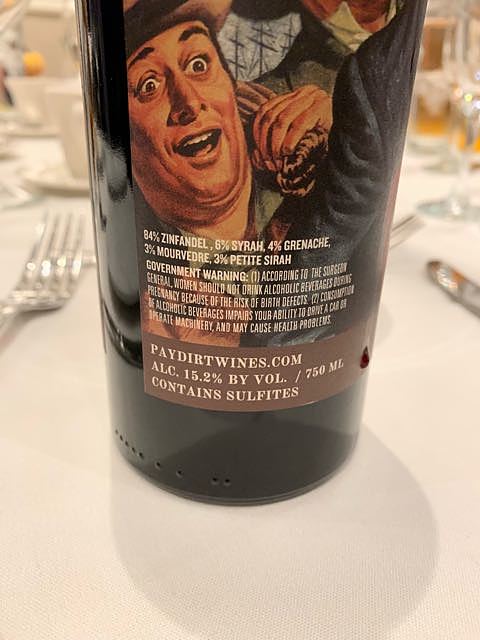 84% ZINFANDEL, 6% SYRAH, 4% GRENACHE,
3% MOURVEDRE, 3% PETITE SIRAH
GOVERNMENT WARNING: (1) ACCORDING TO THE SURGEON
GENERAL, WOMEN SHOULD NOT DRINK ALCOHOLIC BEVERAGES DURING
PREGNANCY BECAUSE OF THE RISK OF BIRTH DEFECTS. (2) CONSUMPTION
OF ALCOHOLIC BEVERAGES IMPAIRS YOUR ABILITY TO DRIVE A CAR OR
OPERATE MACHINERY, AND MAY CAUSE HEALTH PROBLEMS.
PAYDIRTWINES.COM
ALC. 15.2% BY VOL. / 750 ML
CONTAINS SULFITES